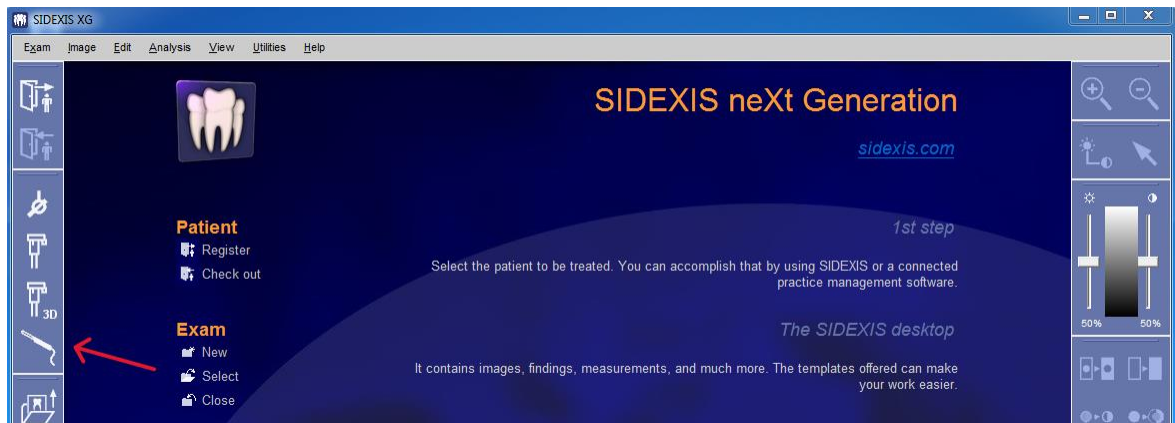 SIDEXIS XG
Exam Image Edit Analysis View Utilities Help
SIDEXIS neXt Generation
sidexis.com
Patient
Register
Check out
1st step
Select the patient to be treated. You can accomplish that by using SIDEXIS or a connected
practice management software.
Exam
New
Select
Close
The SIDEXIS desktop
It contains images, findings, measurements, and much more. The templates offered can make
your work easier.
3D
50% 50%